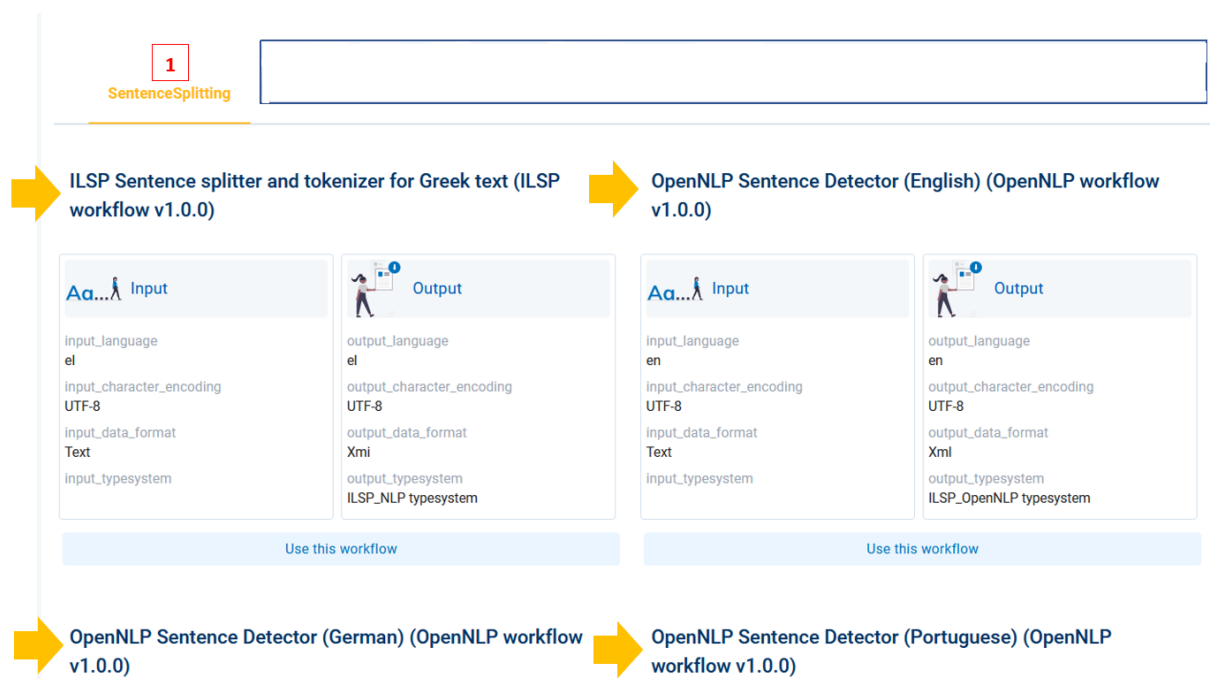 1
SentenceSplitting
ILSP Sentence splitter and tokenizer for Greek text (ILSP
workflow v1.0.0)
Aa... Input
Output
input_language
el
input_character_encoding
UTF-8
input_data_format
Text
input_typesystem
output_language
el
output_character_encoding
UTF-8
output_data_format
Xmi
output_typesystem
ILSP_NLP typesystem
Use this workflow
OpenNLP Sentence Detector (English) (OpenNLP workflow
v1.0.0)
Aa... Input
Output
input_language
en
input_character_encoding
UTF-8
input_data_format
Text
input_typesystem
output_language
en
output_character_encoding
UTF-8
output_data_format
Xml
output_typesystem
ILSP_OpenNLP typesystem
Use this workflow
OpenNLP Sentence Detector (German) (OpenNLP workflow
v1.0.0)
OpenNLP Sentence Detector (Portuguese) (OpenNLP
workflow v1.0.0)